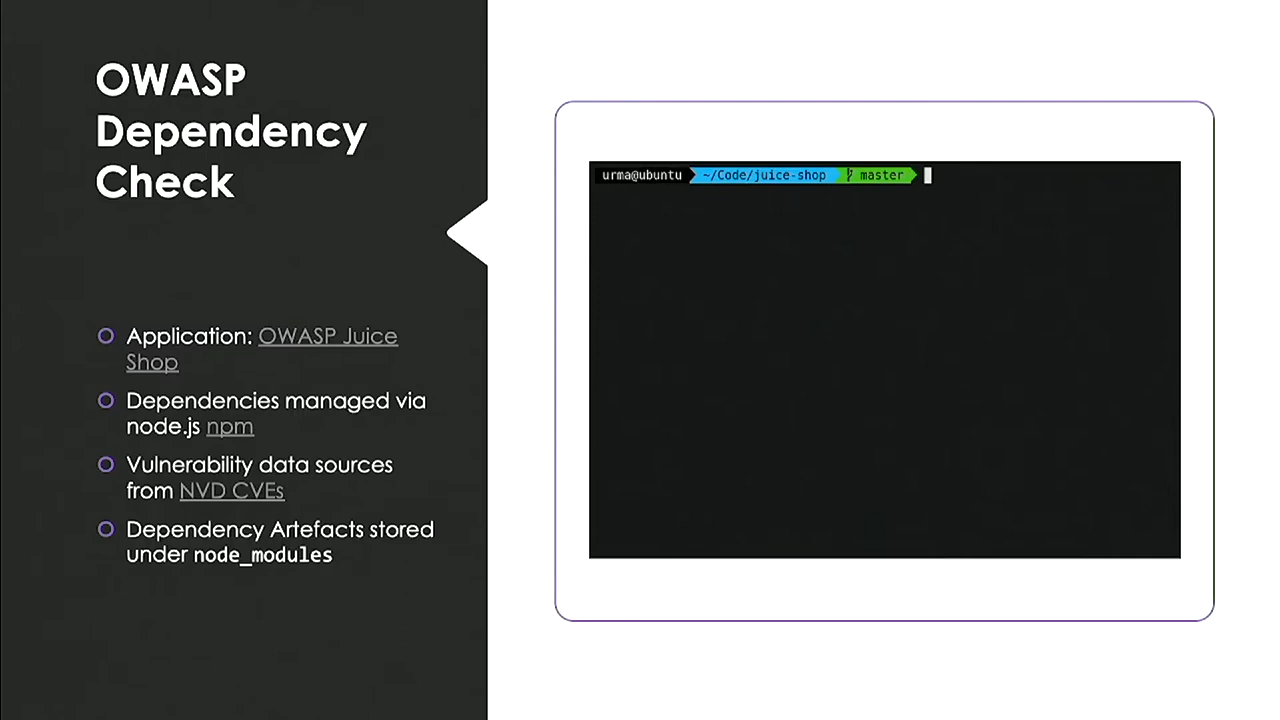 OWASP
Dependency
Check
Application: OWASP Juice
Shop
Dependencies managed via
node.js npm
Vulnerability data sources
from NVD CVEs
Dependency Artefacts stored
under node_modules
urma@ubuntu ~/Code/juice-shop master